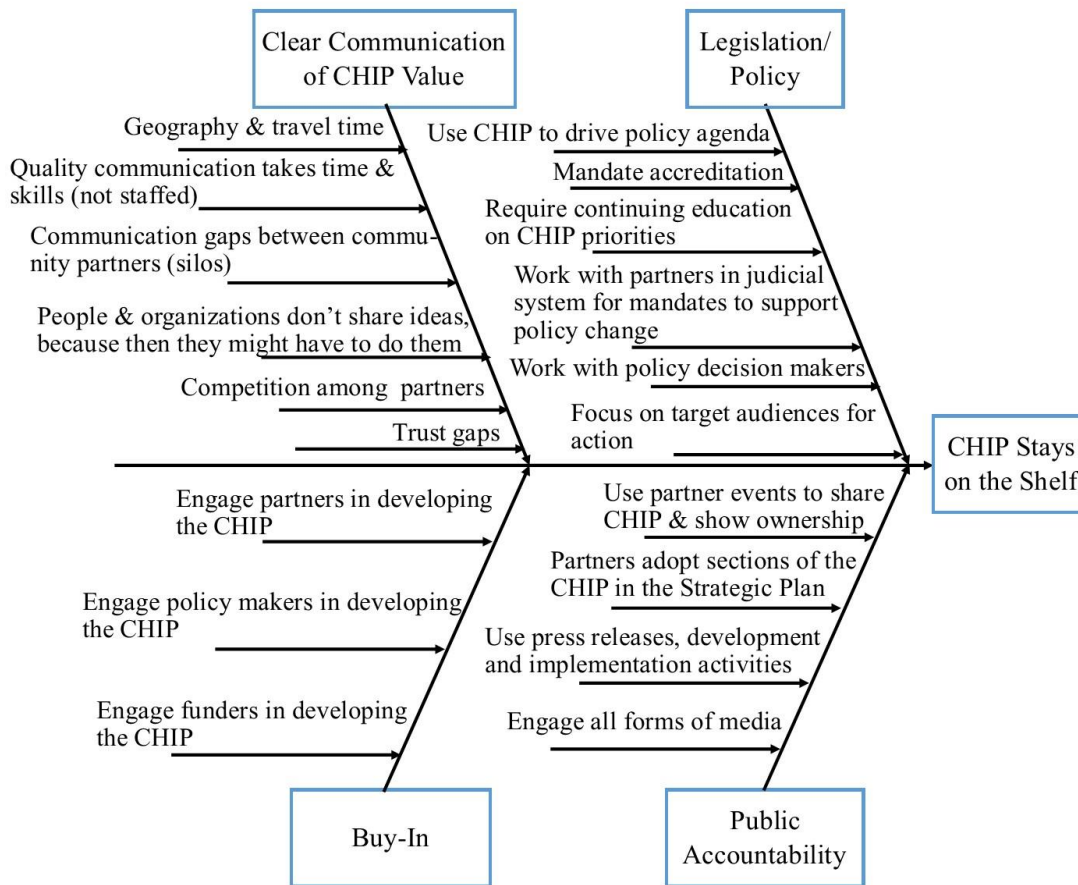 Clear Communication
of CHIP Value
Geography & travel time
Quality communication takes time &
skills (not staffed)
Communication gaps between commu-
nity partners (silos)
People & organizations don’t share ideas,
because then they might have to do them
Competition among partners
Trust gaps
Legislation/
Policy
Use CHIP to drive policy agenda
Mandate accreditation
Require continuing education
on CHIP priorities
Work with partners in judicial
system for mandates to support
policy change
Work with policy decision makers
Focus on target audiences for
action
CHIP Stays
on the Shelf
Engage partners in developing
the CHIP
Engage policy makers in developing
the CHIP
Engage funders in developing
the CHIP
Buy-In
Use partner events to share
CHIP & show ownership
Partners adopt sections of the
CHIP in the Strategic Plan
Use press releases, development
and implementation activities
Engage all forms of media
Public
Accountability